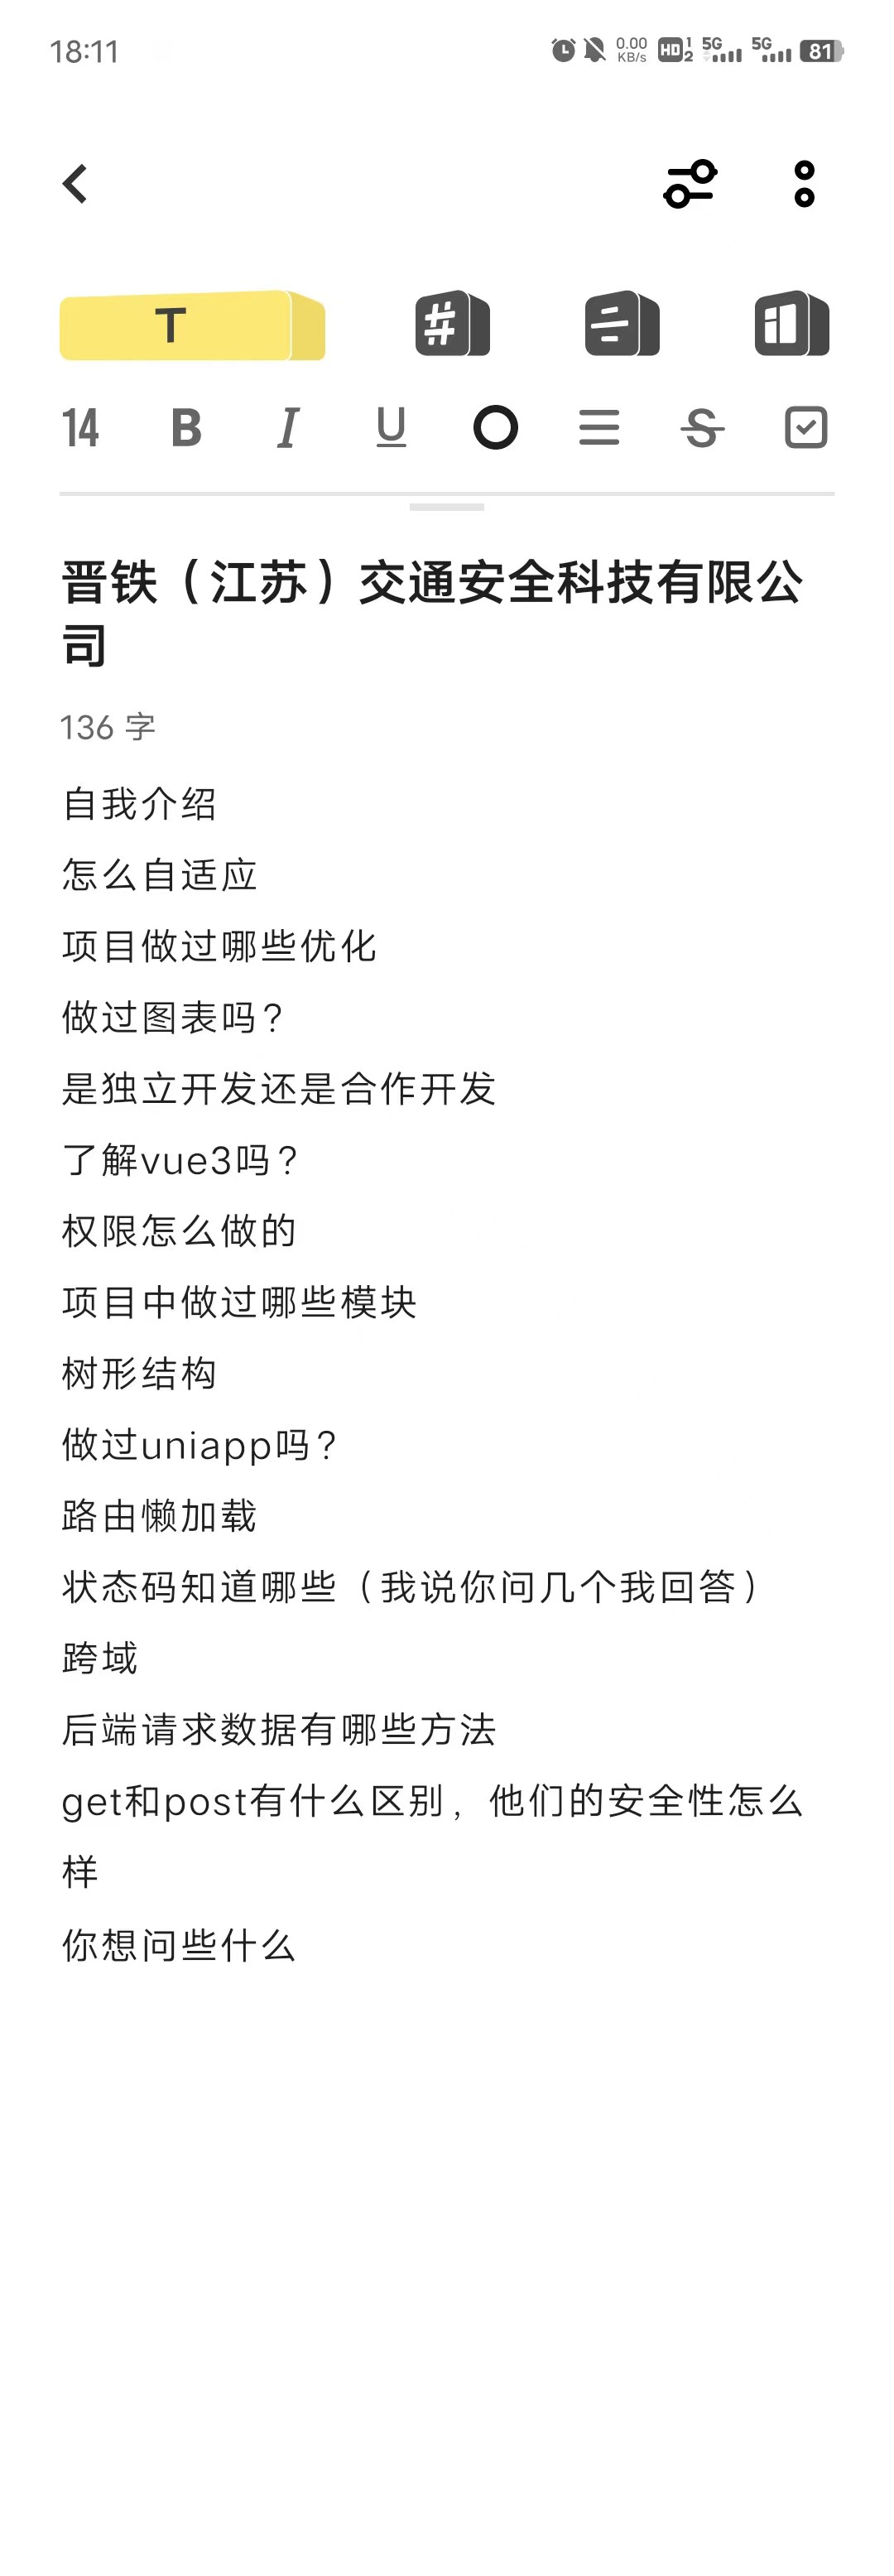 18:11
0.00 KB/s HD 1 2 5G 5G 81
T #
14 B I U S
晋铁（江苏）交通安全科技有限公
司
136 字
自我介绍
怎么自适应
项目做过哪些优化
做过图表吗？
是独立开发还是合作开发
了解vue3吗？
权限怎么做的
项目中做过哪些模块
树形结构
做过uniapp吗？
路由懒加载
状态码知道哪些（我说你问几个我回答）
跨域
后端请求数据有哪些方法
get和post有什么区别，他们的安全性怎么
样
你想问些什么